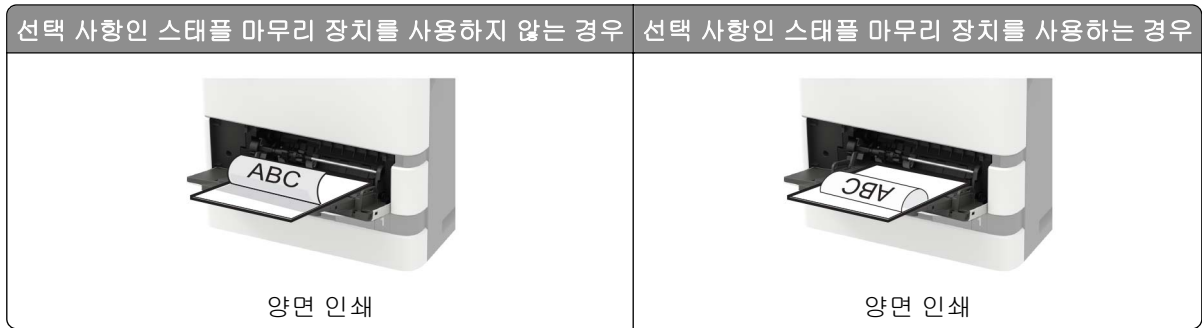 선택 사항인 스태플 마무리 장치를 사용하지 않는 경우
선택 사항인 스태플 마무리 장치를 사용하는 경우
ABC
ABC
양면 인쇄
양면 인쇄